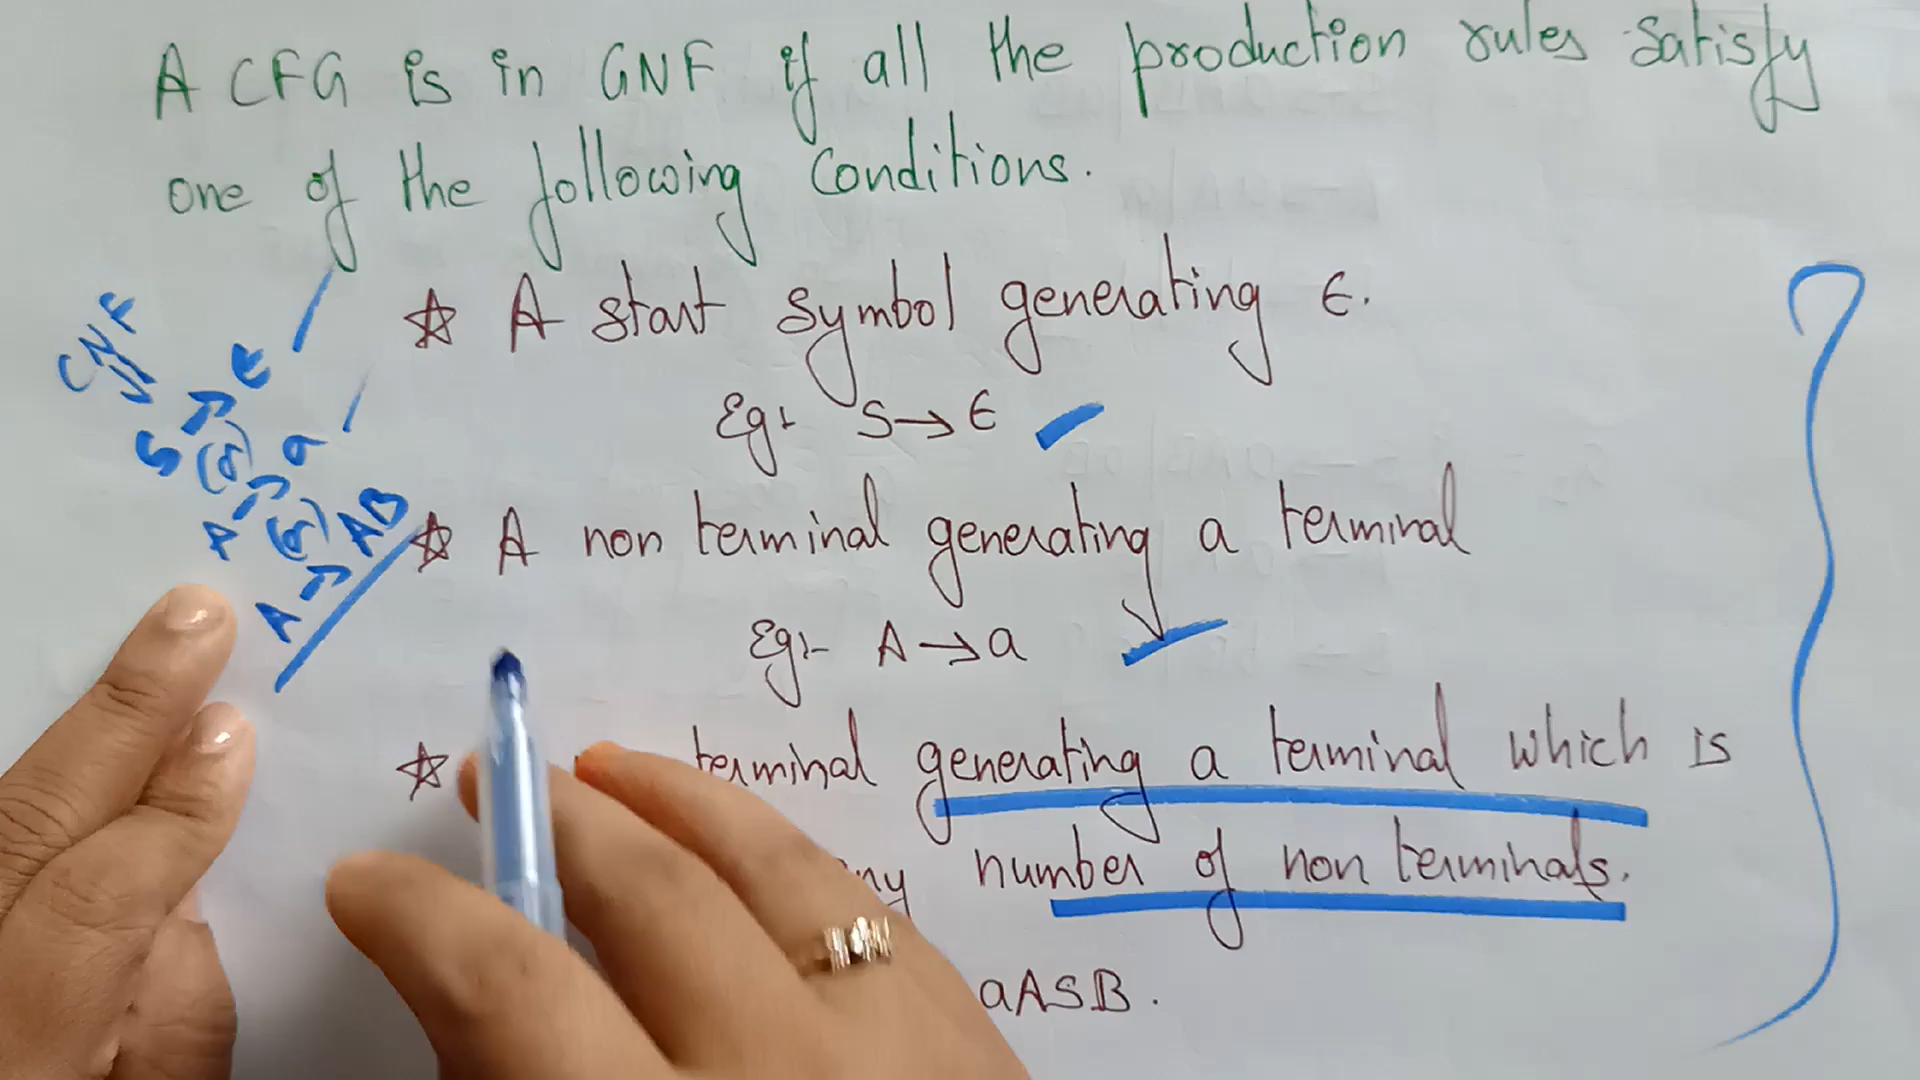 A CFG is in GNF if all the production rules satisfy
one of the following conditions.
☆ A start symbol generating ϵ.
Eg:- S→ϵ
☆ A non terminal generating a terminal
Eg:- A→a
☆ terminal generating a terminal which is
number of non terminals.
aASB.
CNF
S→ϵ
(or)
A→a
(or)
A→AB